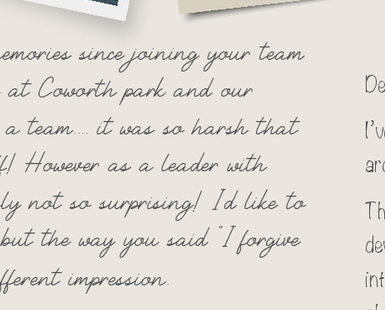 emories since joining your team
at Coworth park and our
a team.... it was so harsh that
ff! However as a leader with
ly not so surprising! I'd like to
but the way you said "I forgive
fferent impression.
De
I'v
aro
Th
dev
int